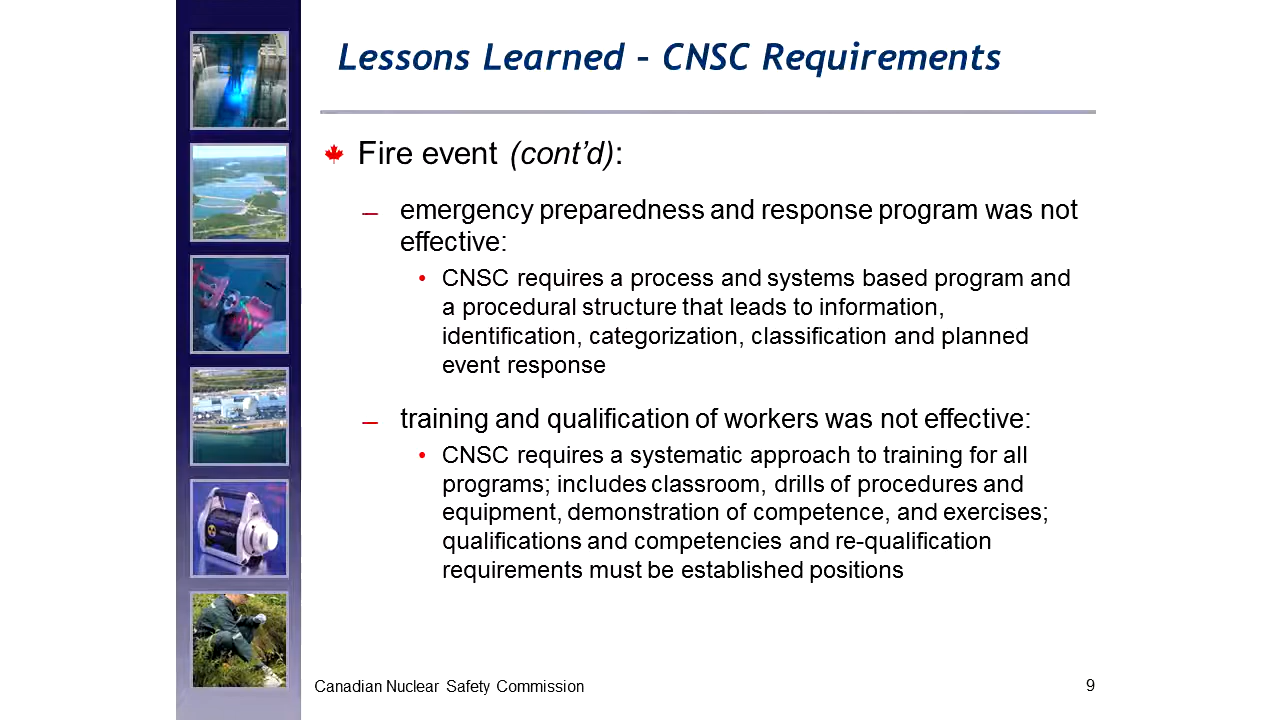 Lessons Learned – CNSC Requirements
Fire event (cont’d):
— emergency preparedness and response program was not
effective:
• CNSC requires a process and systems based program and
a procedural structure that leads to information,
identification, categorization, classification and planned
event response
— training and qualification of workers was not effective:
• CNSC requires a systematic approach to training for all
programs; includes classroom, drills of procedures and
equipment, demonstration of competence, and exercises;
qualifications and competencies and re-qualification
requirements must be established positions
Canadian Nuclear Safety Commission
9